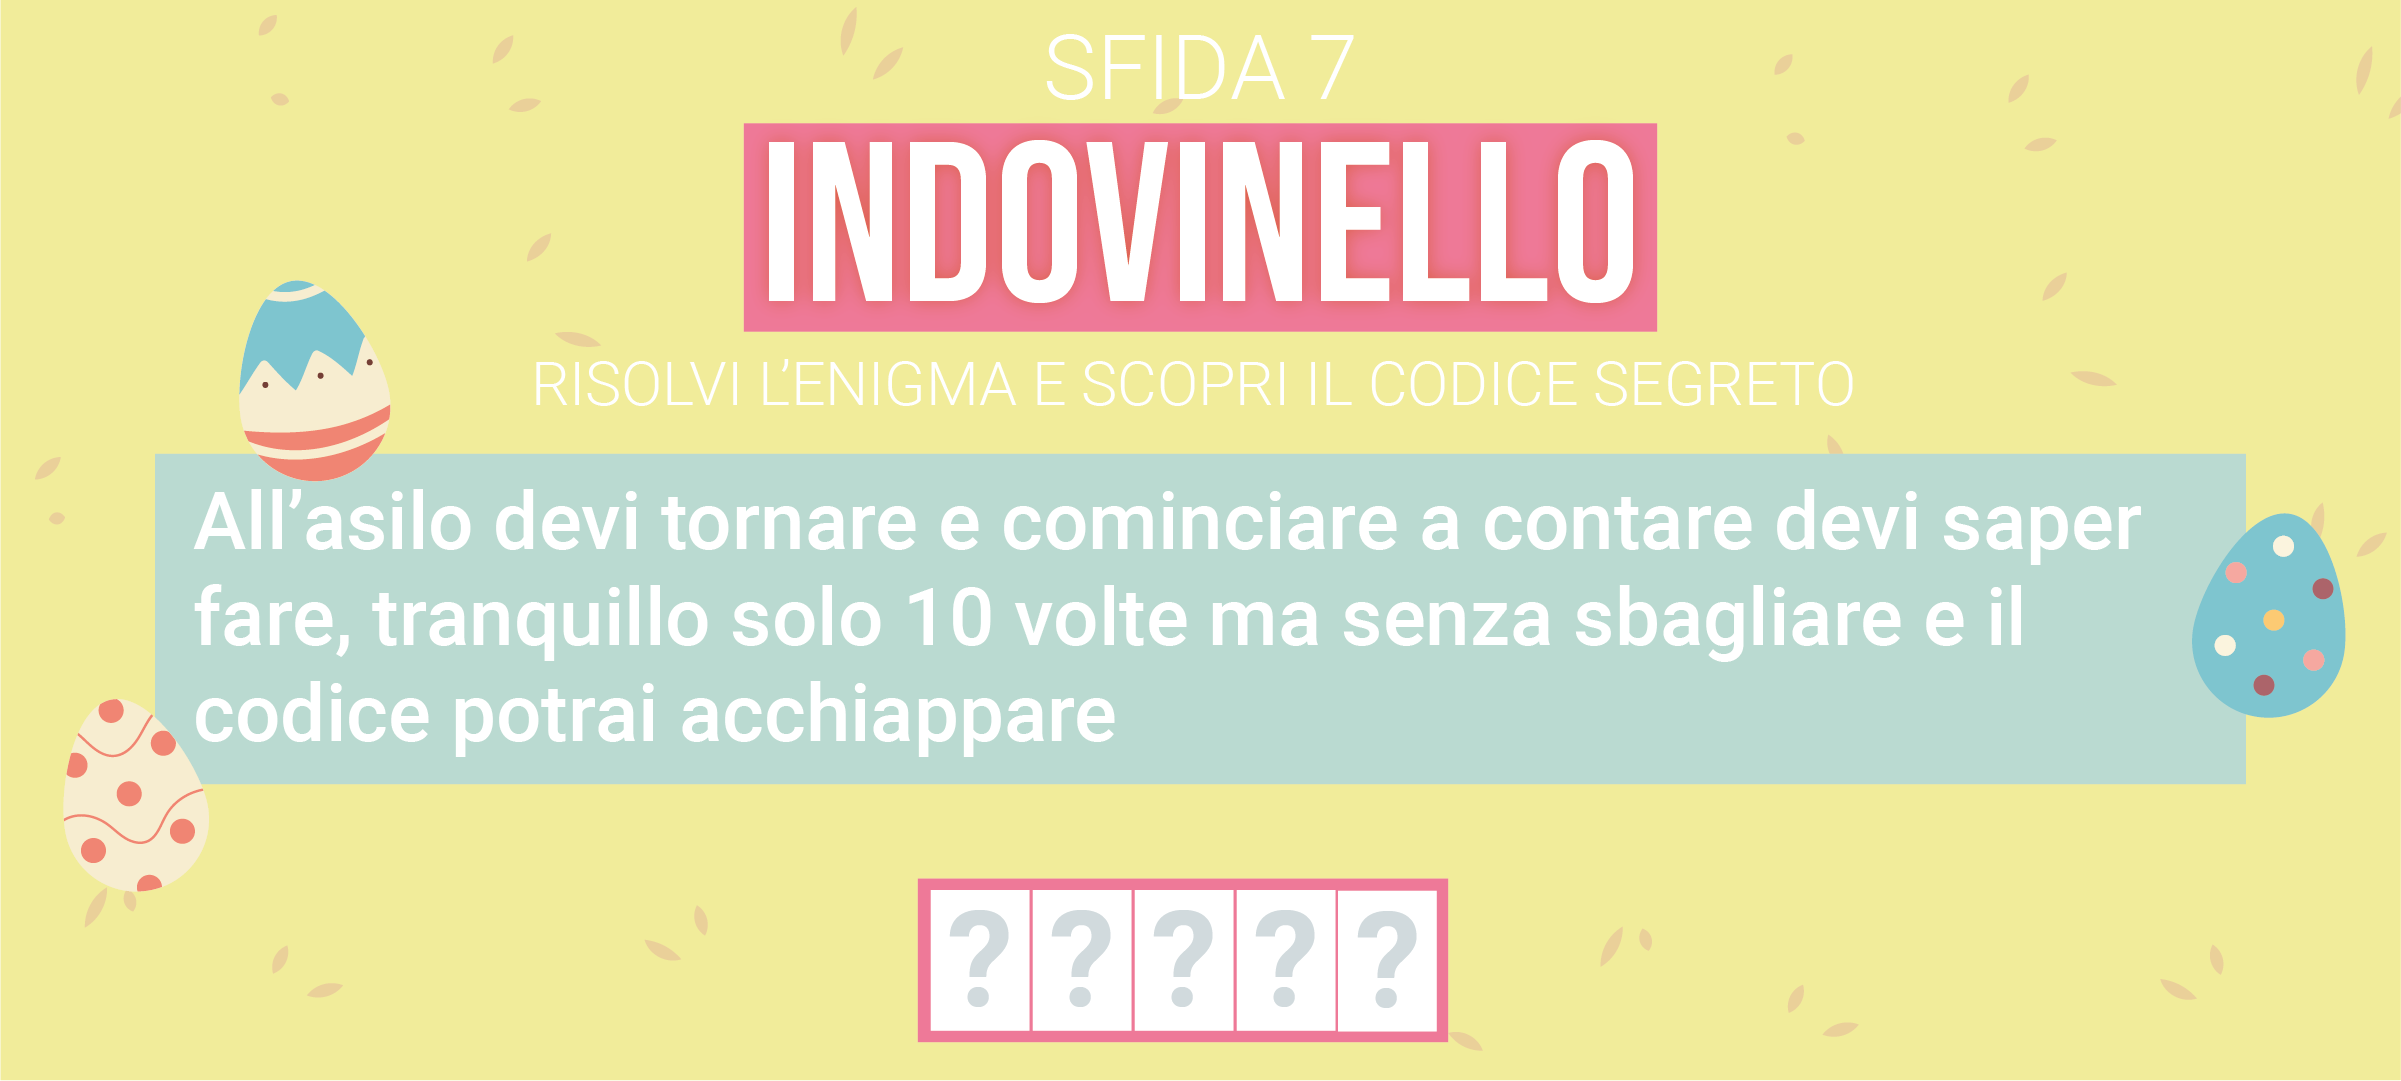 SFIDA 7
INDOVINELLO
RISOLVI L’ENIGMA E SCOPRI IL CODICE SEGRETO
All’asilo devi tornare e cominciare a contare devi saper
fare, tranquillo solo 10 volte ma senza sbagliare e il
codice potrai acchiappare
? ? ? ? ?